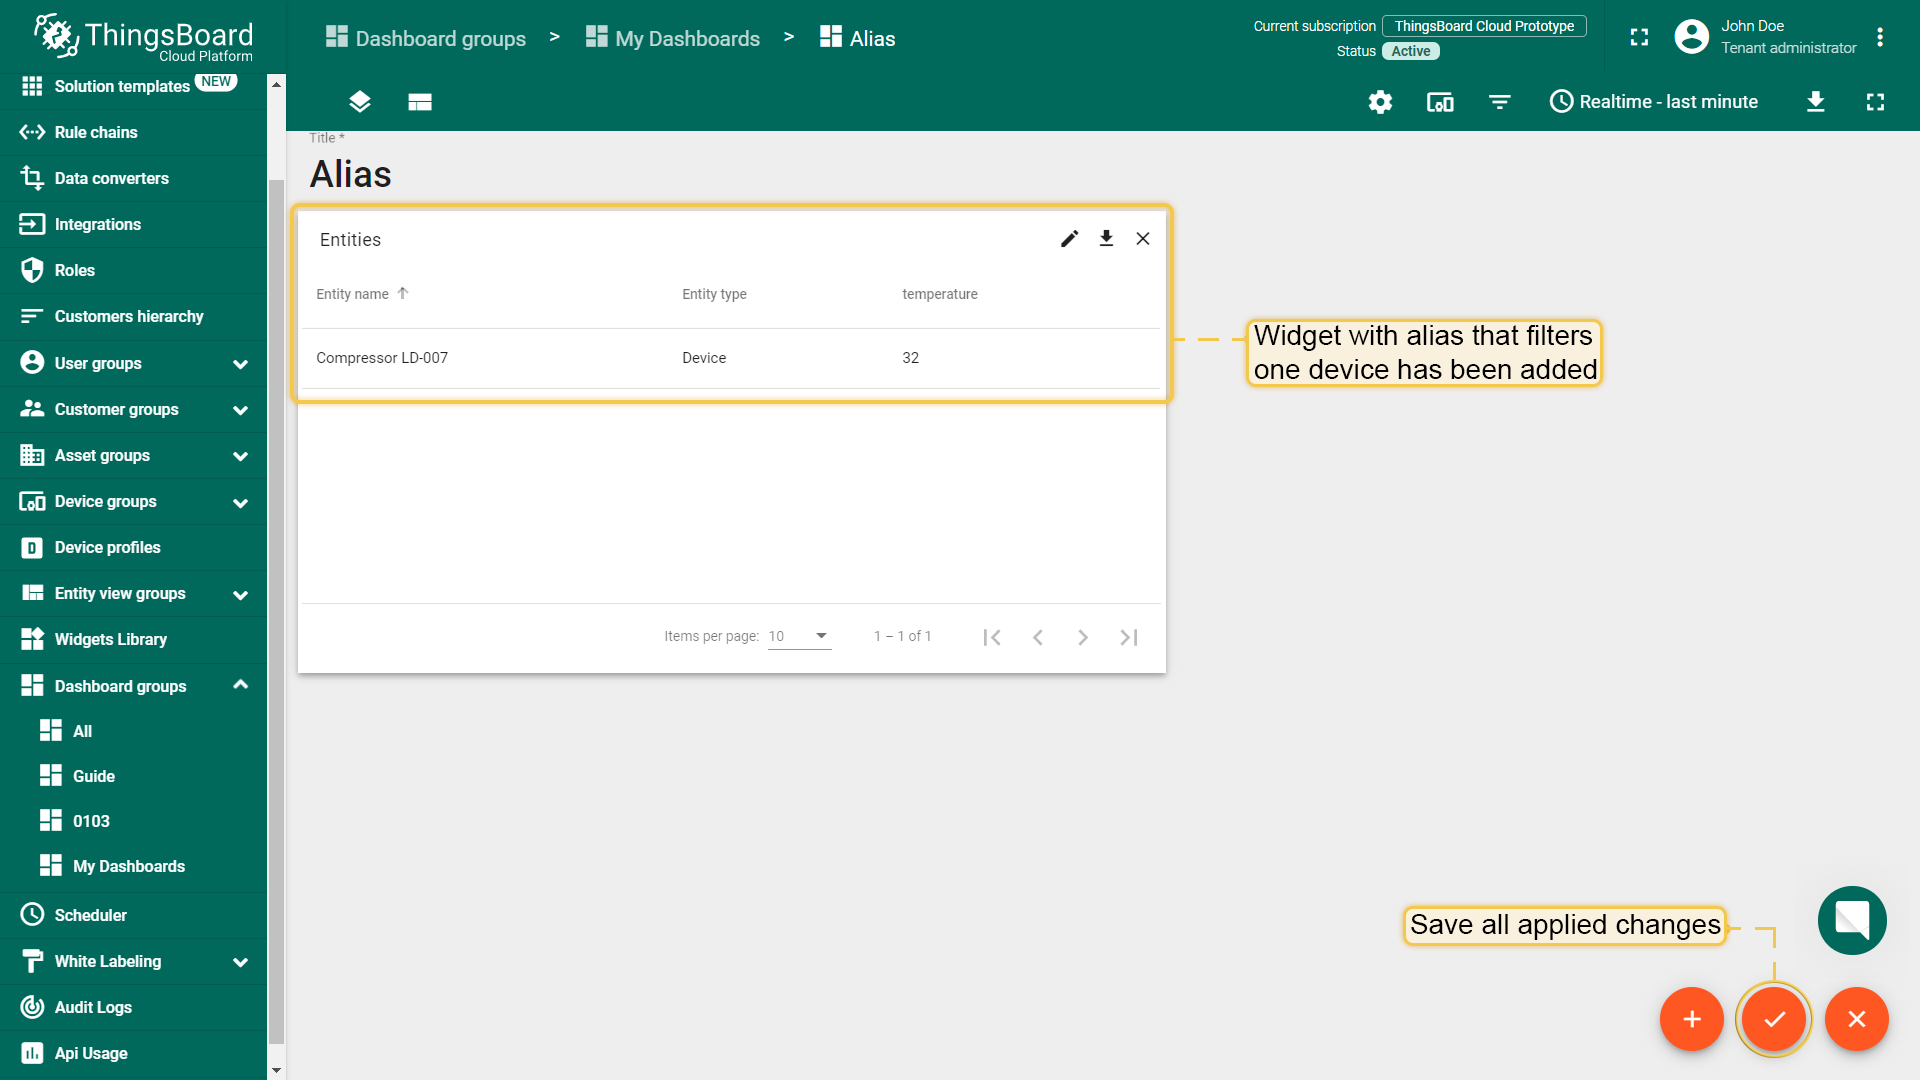 ThingsBoard
Cloud Platform
Dashboard groups > My Dashboards > Alias
Current subscription ThingsBoard Cloud Prototype
Status Active
John Doe
Tenant administrator
Realtime - last minute
Solution templates NEW
Rule chains
Data converters
Integrations
Roles
Customers hierarchy
User groups
Customer groups
Asset groups
Device groups
D Device profiles
Entity view groups
Widgets Library
Dashboard groups
All
Guide
0103
My Dashboards
Scheduler
White Labeling
Audit Logs
Api Usage
Title *
Alias
Entities
Entity name Entity type temperature
Compressor LD-007 Device 32
Items per page: 10 1 – 1 of 1
Widget with alias that filters
one device has been added
Save all applied changes